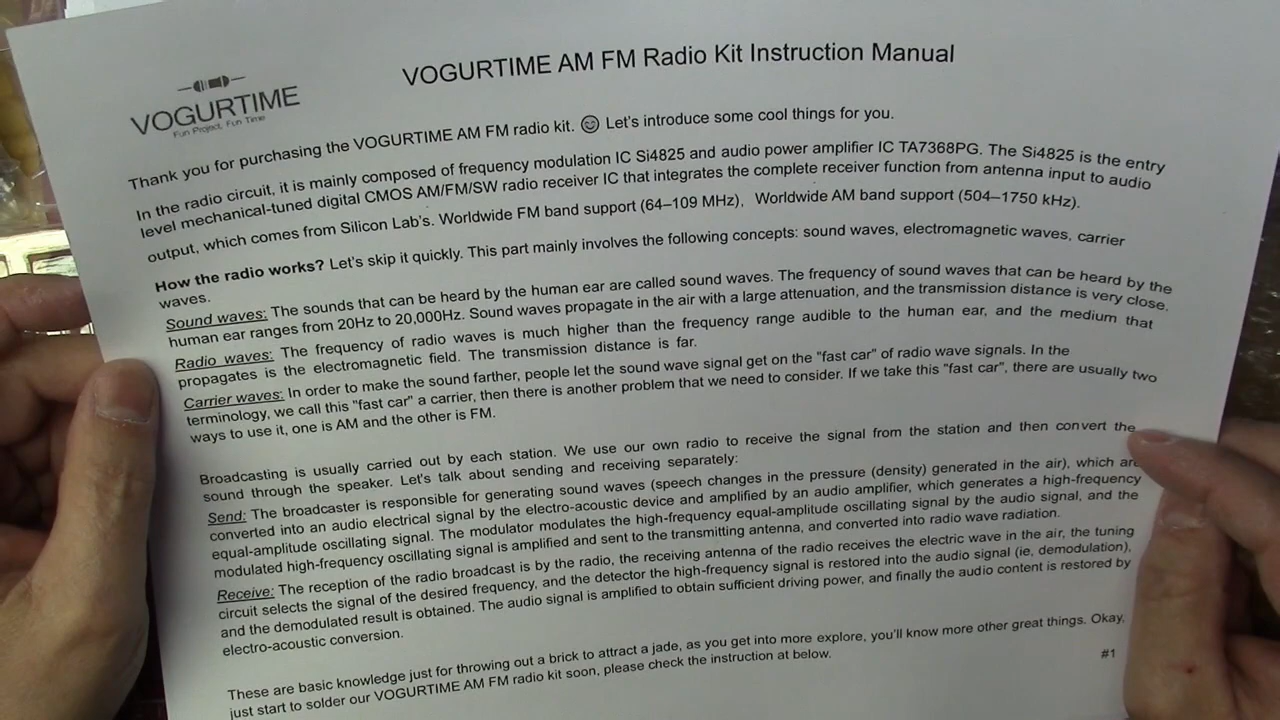 VOGURTIME AM FM Radio Kit Instruction Manual
VOGURTIME
Fun Project, Fun Time
Thank you for purchasing the VOGURTIME AM FM radio kit. 😊 Let's introduce some cool things for you.
In the radio circuit, it is mainly composed of frequency modulation IC Si4825 and audio power amplifier IC TA7368PG. The Si4825 is the entry
level mechanical-tuned digital CMOS AM/FM/SW radio receiver IC that integrates the complete receiver function from antenna input to audio
output, which comes from Silicon Lab's. Worldwide FM band support (64–109 MHz), Worldwide AM band support (504–1750 kHz).
How the radio works? Let's skip it quickly. This part mainly involves the following concepts: sound waves, electromagnetic waves, carrier
waves.
Sound waves: The sounds that can be heard by the human ear are called sound waves. The frequency of sound waves that can be heard by the
human ear ranges from 20Hz to 20,000Hz. Sound waves propagate in the air with a large attenuation, and the transmission distance is very close.
Radio waves: The frequency of radio waves is much higher than the frequency range audible to the human ear, and the medium that
propagates is the electromagnetic field. The transmission distance is far.
Carrier waves: In order to make the sound farther, people let the sound wave signal get on the "fast car" of radio wave signals. In the
terminology, we call this "fast car" a carrier, then there is another problem that we need to consider. If we take this "fast car", there are usually two
ways to use it, one is AM and the other is FM.
Broadcasting is usually carried out by each station. We use our own radio to receive the signal from the station and then convert the
sound through the speaker. Let's talk about sending and receiving separately:
Send: The broadcaster is responsible for generating sound waves (speech changes in the pressure (density) generated in the air), which are
converted into an audio electrical signal by the electro-acoustic device and amplified by an audio amplifier, which generates a high-frequency
equal-amplitude oscillating signal. The modulator modulates the high-frequency equal-amplitude oscillating signal by the audio signal, and the
modulated high-frequency oscillating signal is amplified and sent to the transmitting antenna, and converted into radio wave radiation.
Receive: The reception of the radio broadcast is by the radio, the receiving antenna of the radio receives the electric wave in the air, the tuning
circuit selects the signal of the desired frequency, and the detector the high-frequency signal is restored into the audio signal (ie, demodulation),
and the demodulated result is obtained. The audio signal is amplified to obtain sufficient driving power, and finally the audio content is restored by
electro-acoustic conversion.
These are basic knowledge just for throwing out a brick to attract a jade, as you get into more explore, you'll know more other great things. Okay,
just start to solder our VOGURTIME AM FM radio kit soon, please check the instruction at below.
#1